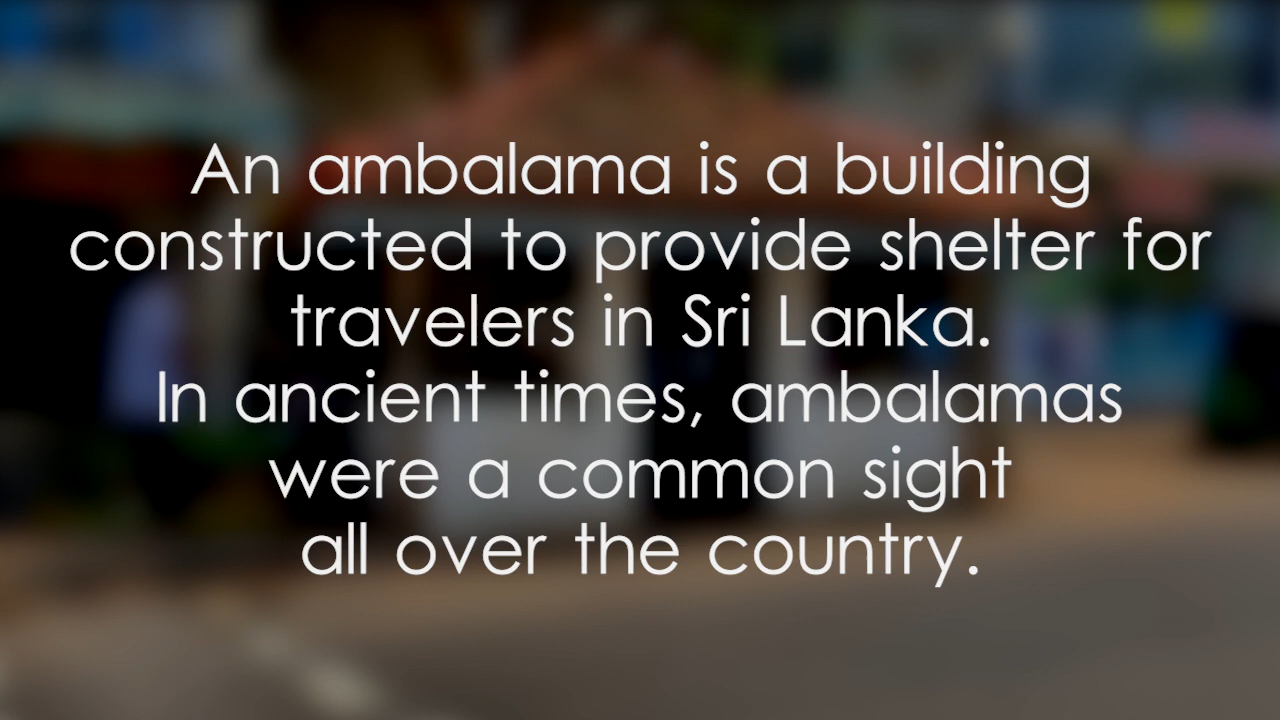 An ambalama is a building
constructed to provide shelter for
travelers in Sri Lanka.
In ancient times, ambalamas
were a common sight
all over the country.